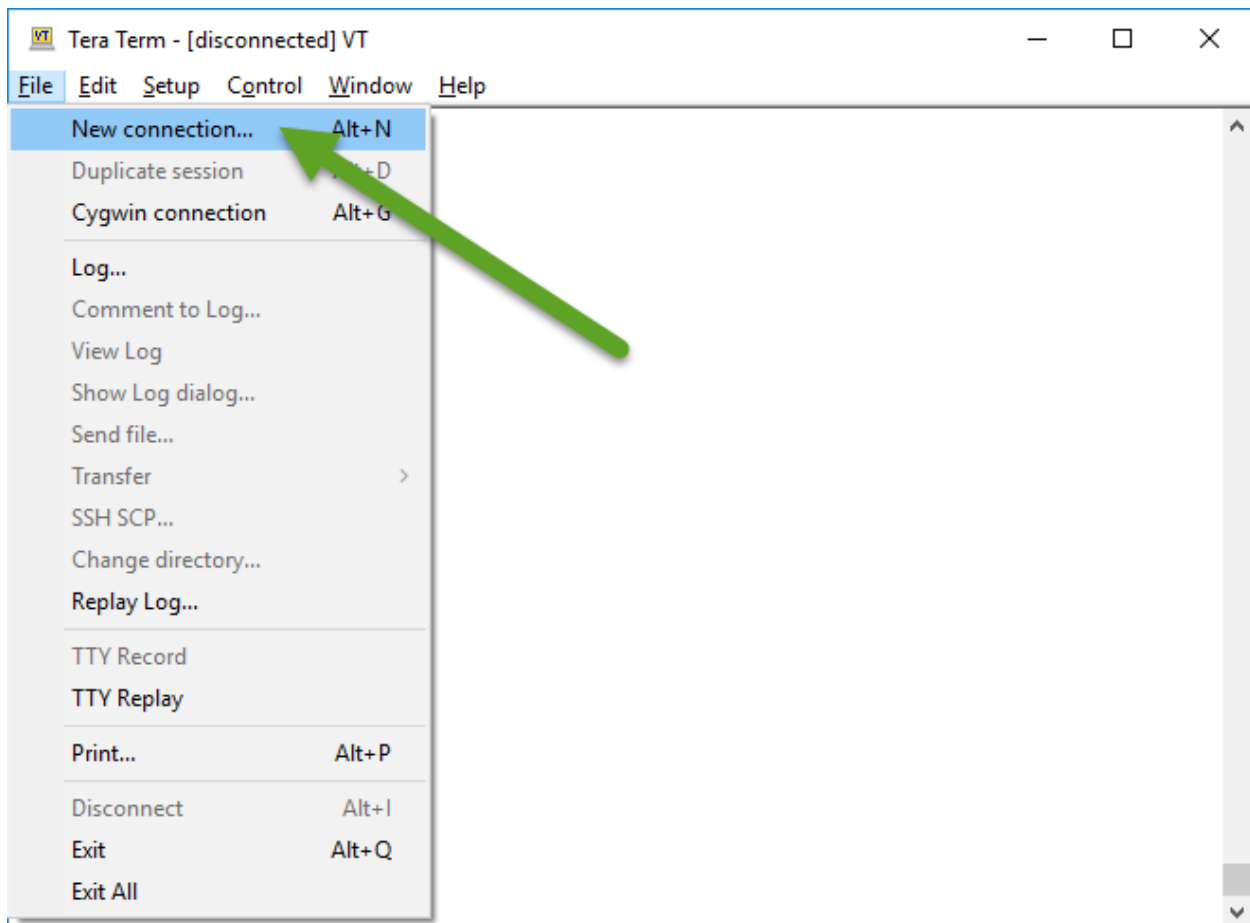 VT Tera Term - [disconnected] VT
File Edit Setup Control Window Help
New connection... Alt+N
Duplicate session Alt+D
Cygwin connection Alt+G
Log...
Comment to Log...
View Log
Show Log dialog...
Send file...
Transfer
SSH SCP...
Change directory...
Replay Log...
TTY Record
TTY Replay
Print... Alt+P
Disconnect Alt+I
Exit Alt+Q
Exit All